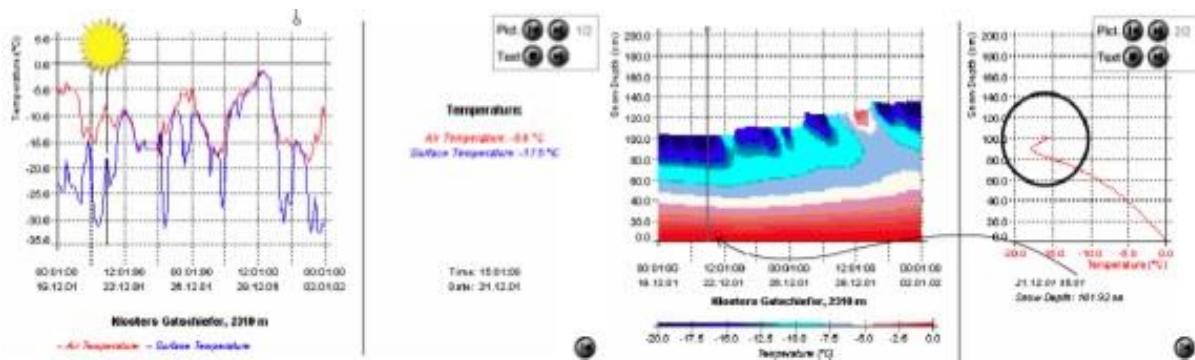 Temperature (°C)
5.0
0.0
-5.0
-10.0
-15.0
-20.0
-25.0
-30.0
-35.0
00:01:00 12:01:00 00:01:00 12:01:00 00:01:00
19.12.01 22.12.01 26.12.01 29.12.01 02.01.02
Klosters Gatschiefer, 2310 m
– Air Temperature – Surface Temperature
Pict. 1/2
Text
Temperature:
Surface Temperature
Time: 15:01:00
Date: 21.12.01
Snow Depth (cm)
200.0
180.0
160.0
140.0
120.0
100.0
80.0
60.0
40.0
20.0
0.0
00:01:00 12:01:00 00:01:00 12:01:00 00:01:00
19.12.01 22.12.01 26.12.01 29.12.01 02.01.02
Klosters Gatschiefer, 2310 m
-20.0 -17.5 -15.0 -12.5 -10.0 -7.5 -5.0 -2.5 0.0
Temperature (°C)
Pict. 2/2
Text
Snow Depth (cm)
200.0
180.0
160.0
140.0
120.0
100.0
80.0
60.0
40.0
20.0
-20.0 -15.0 -10.0 -5.0 0.0
Temperature (°C)
21.12.01 15:01
Snow Depth: